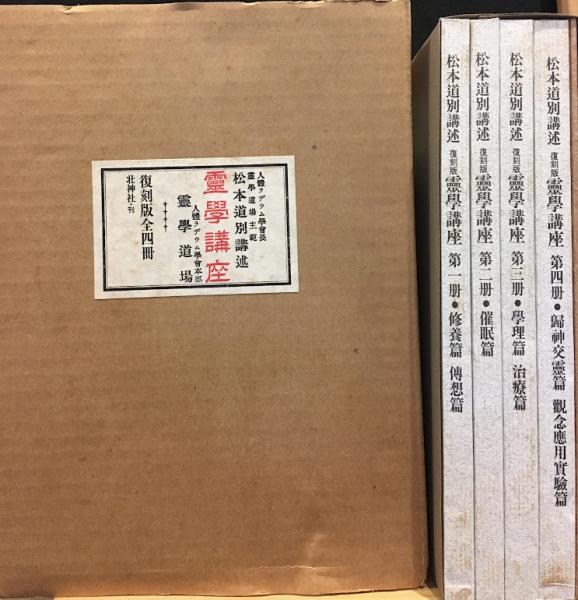 人體ラヂウム學會長
靈學道場主範
松本道別講述
靈學講座
人體ラヂウム學會本部
靈學道場
復刻版全四冊
北神社・刊
松本道別講述 復刻版 靈學講座 第一册・修養篇 傳想篇
松本道別講述 復刻版 靈學講座 第二册・催眠篇
松本道別講述 復刻版 靈學講座 第三册・學理篇 治療篇
松本道別講述 復刻版 靈學講座 第四册・歸神交靈篇 觀念應用實驗篇